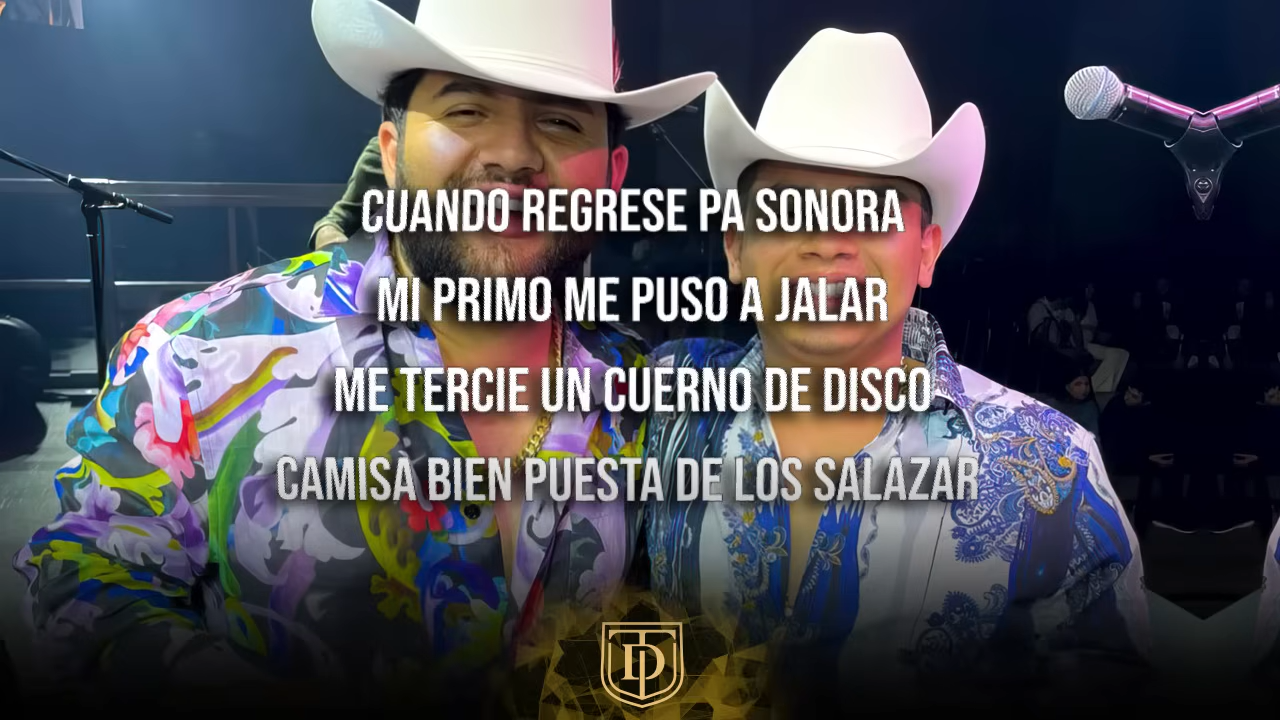 CUANDO REGRESE PA SONORA
MI PRIMO ME PUSO A JALAR
ME TERCIE UN CUERNO DE DISCO
CAMISA BIEN PUESTA DE LOS SALAZAR